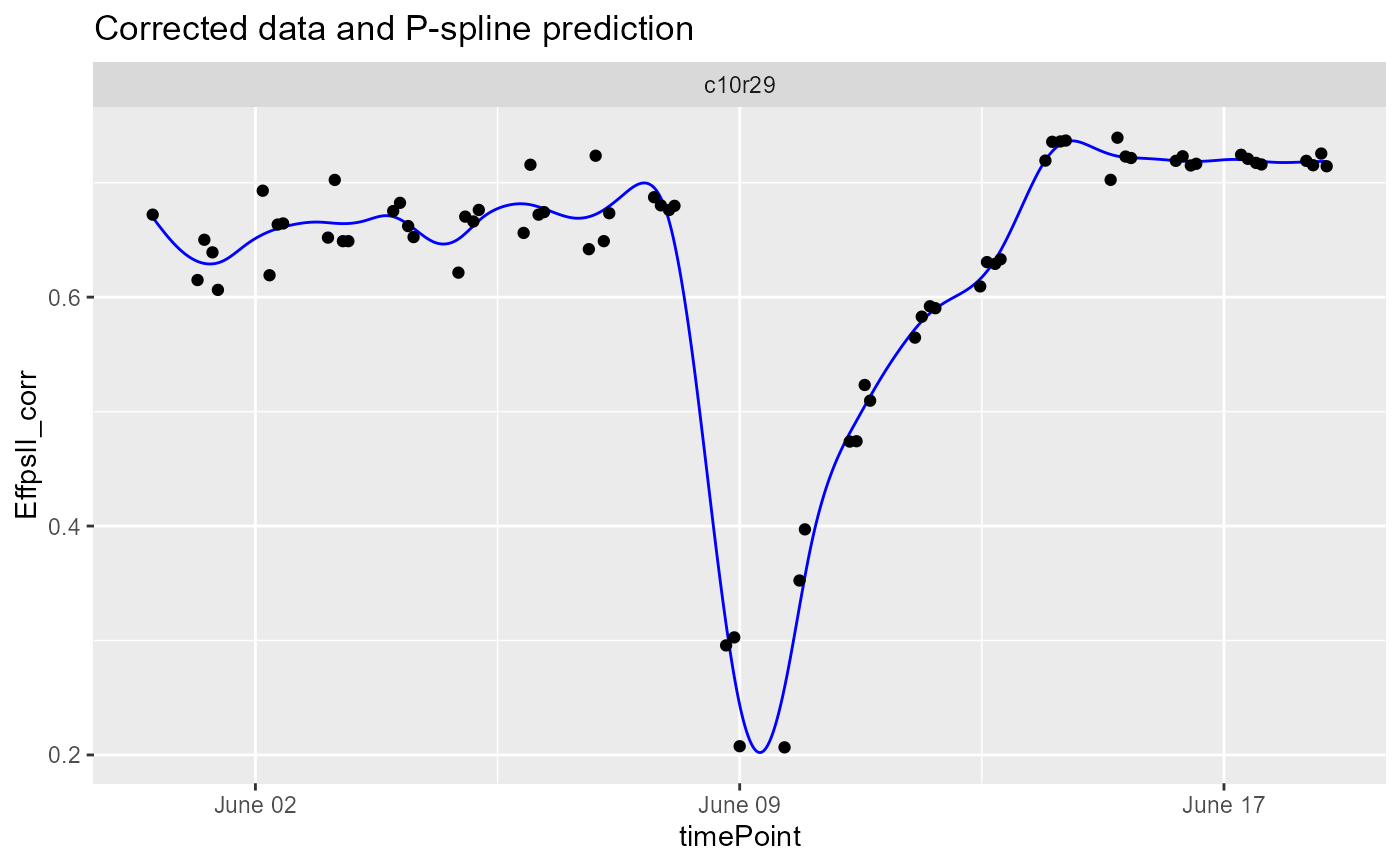 Corrected data and P-spline prediction
c10r29
EffpsII_corr
0.6
0.4
0.2
June 02
June 09
June 17
timePoint